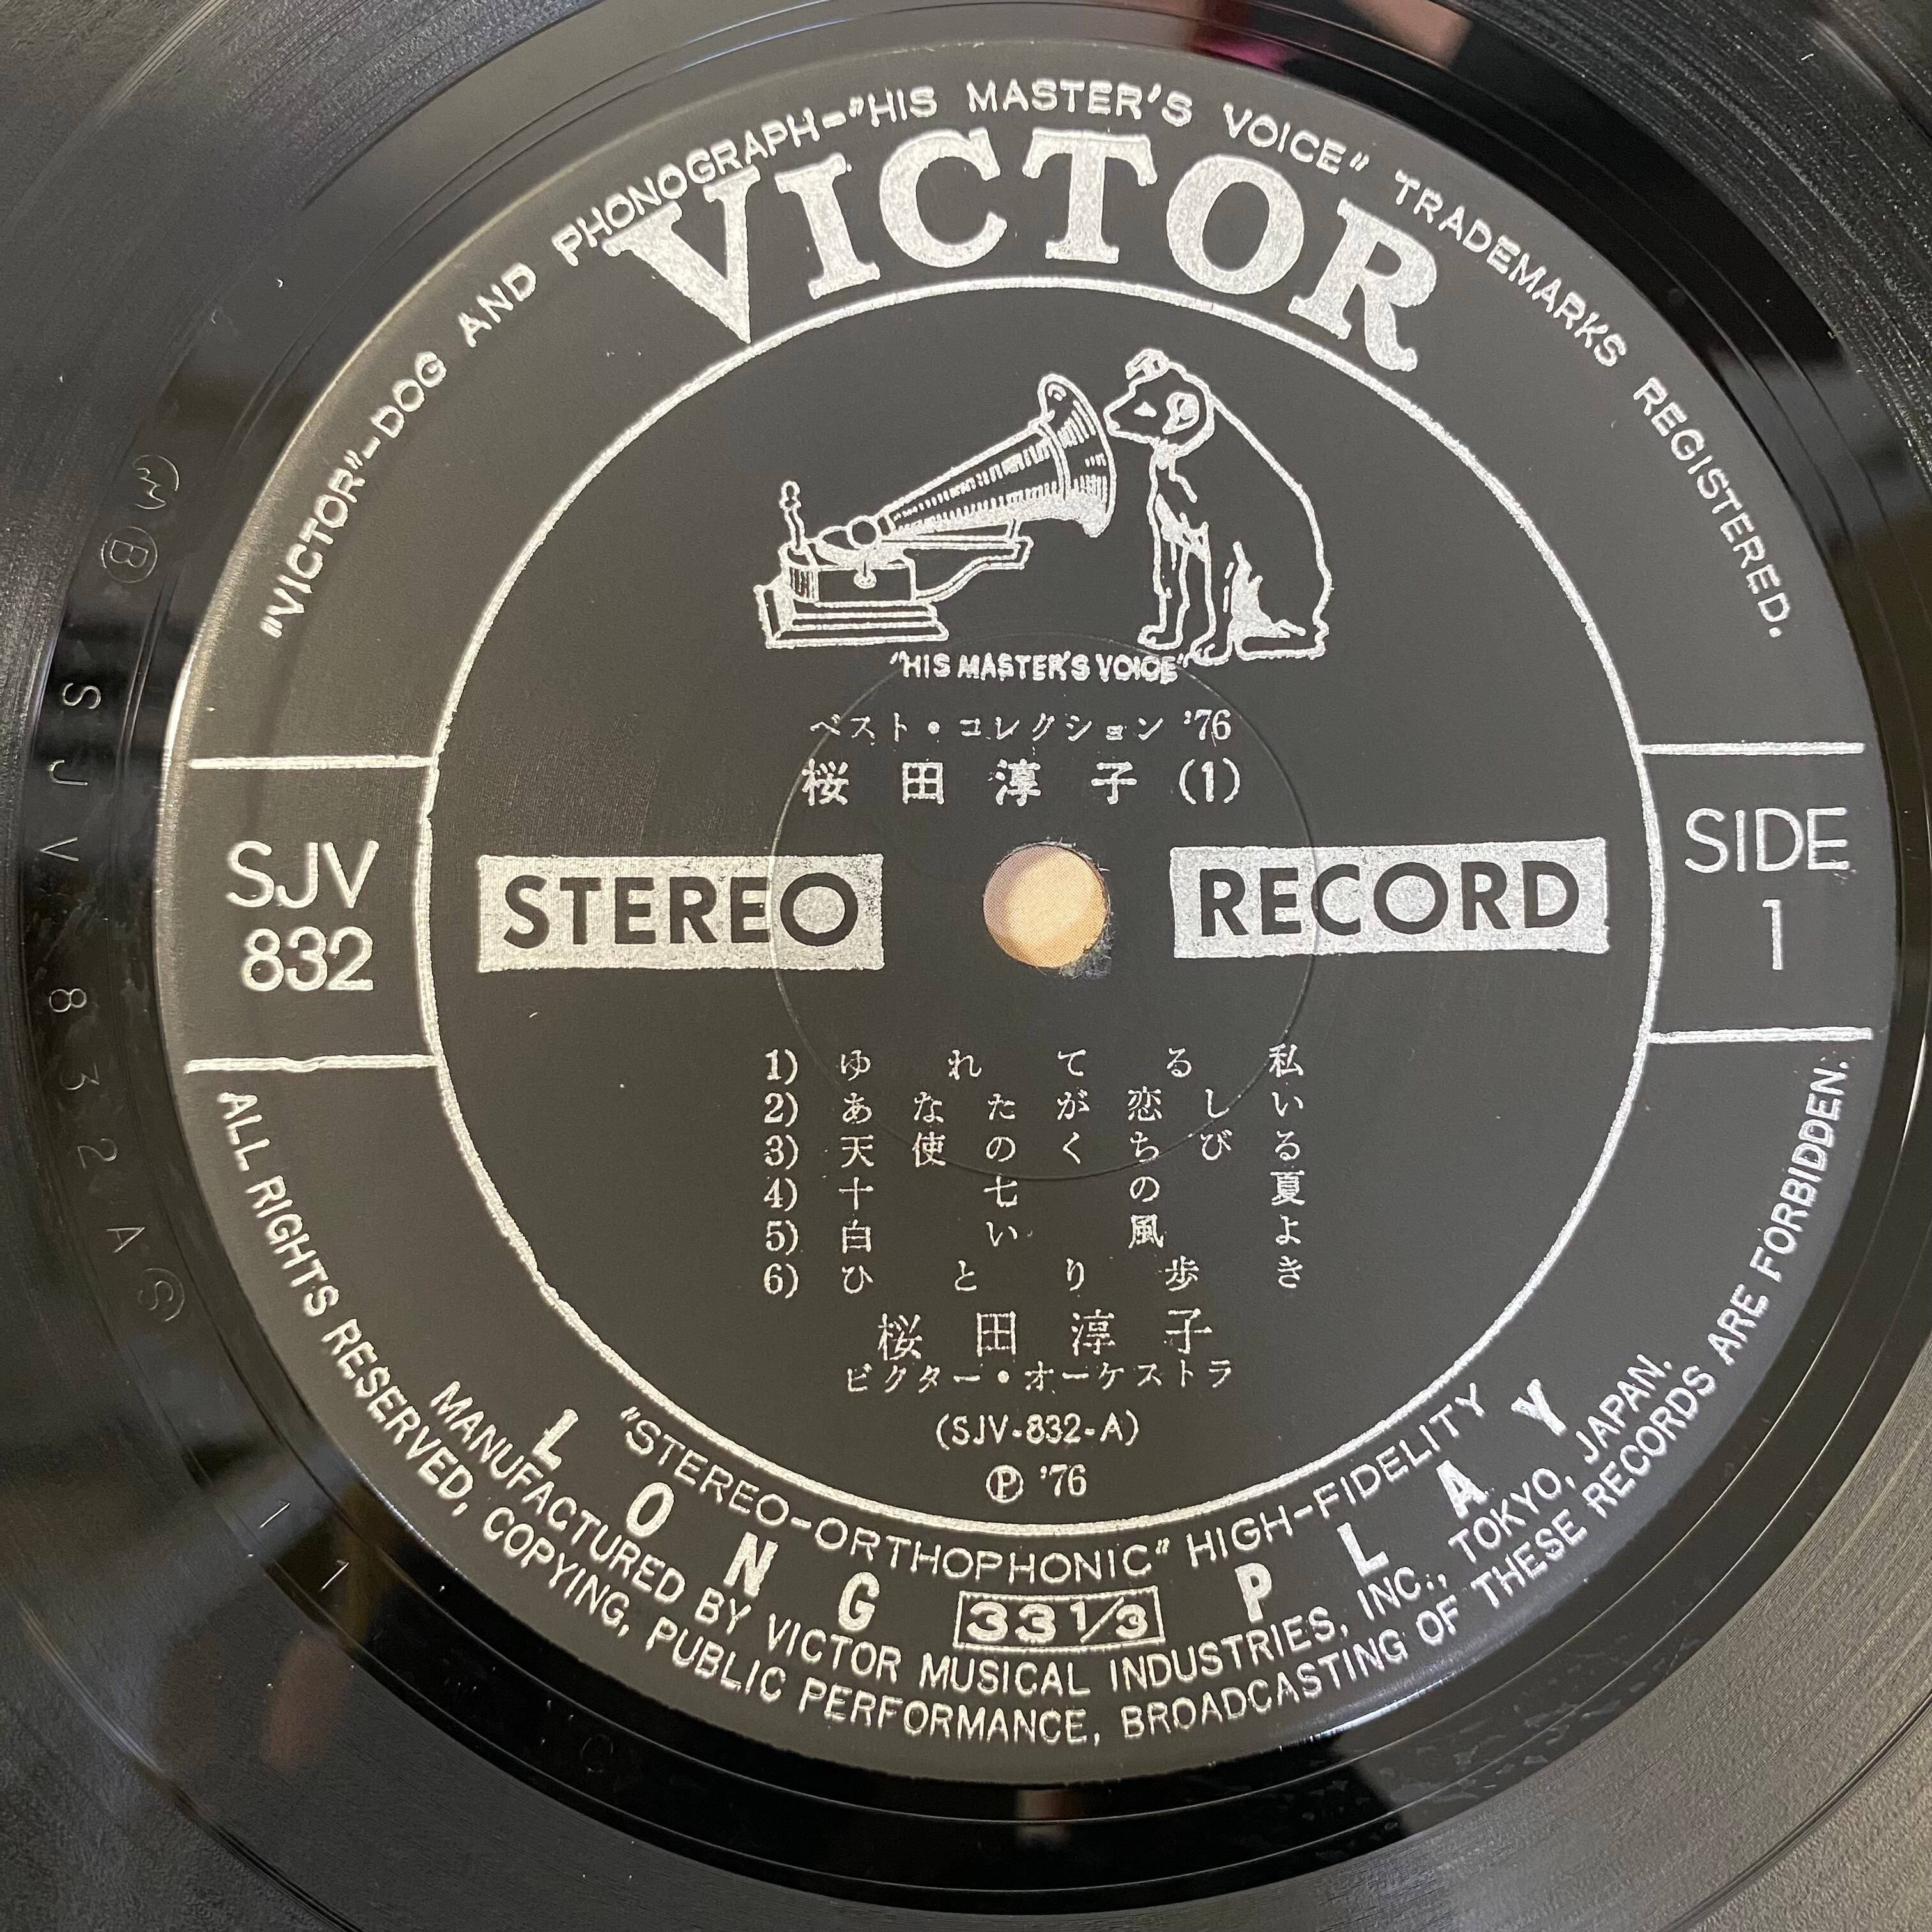 "VICTOR"-DOG AND PHONOGRAPH-"HIS MASTER'S VOICE" TRADEMARKS REGISTERED.
VICTOR
"HIS MASTER'S VOICE"
ベスト・コレクション '76
桜田淳子(1)
STEREO RECORD
SJV
832
SIDE
1
1) ゆれてる私
2) あなたが恋しい
3) 天使のくちびる
4) 十七の夏
5) 白い風よ
6) ひとり歩き
桜田淳子
ビクター・オーケストラ
(SJV-832-A)
Ⓟ '76
"STEREO-ORTHOPHONIC" HIGH-FIDELITY
LONG 33 1/3 PLAY
MANUFACTURED BY VICTOR MUSICAL INDUSTRIES, INC., TOKYO, JAPAN.
ALL RIGHTS RESERVED, COPYING, PUBLIC PERFORMANCE, BROADCASTING OF THESE RECORDS ARE FORBIDDEN.
B
SJV 832 A S
1 1